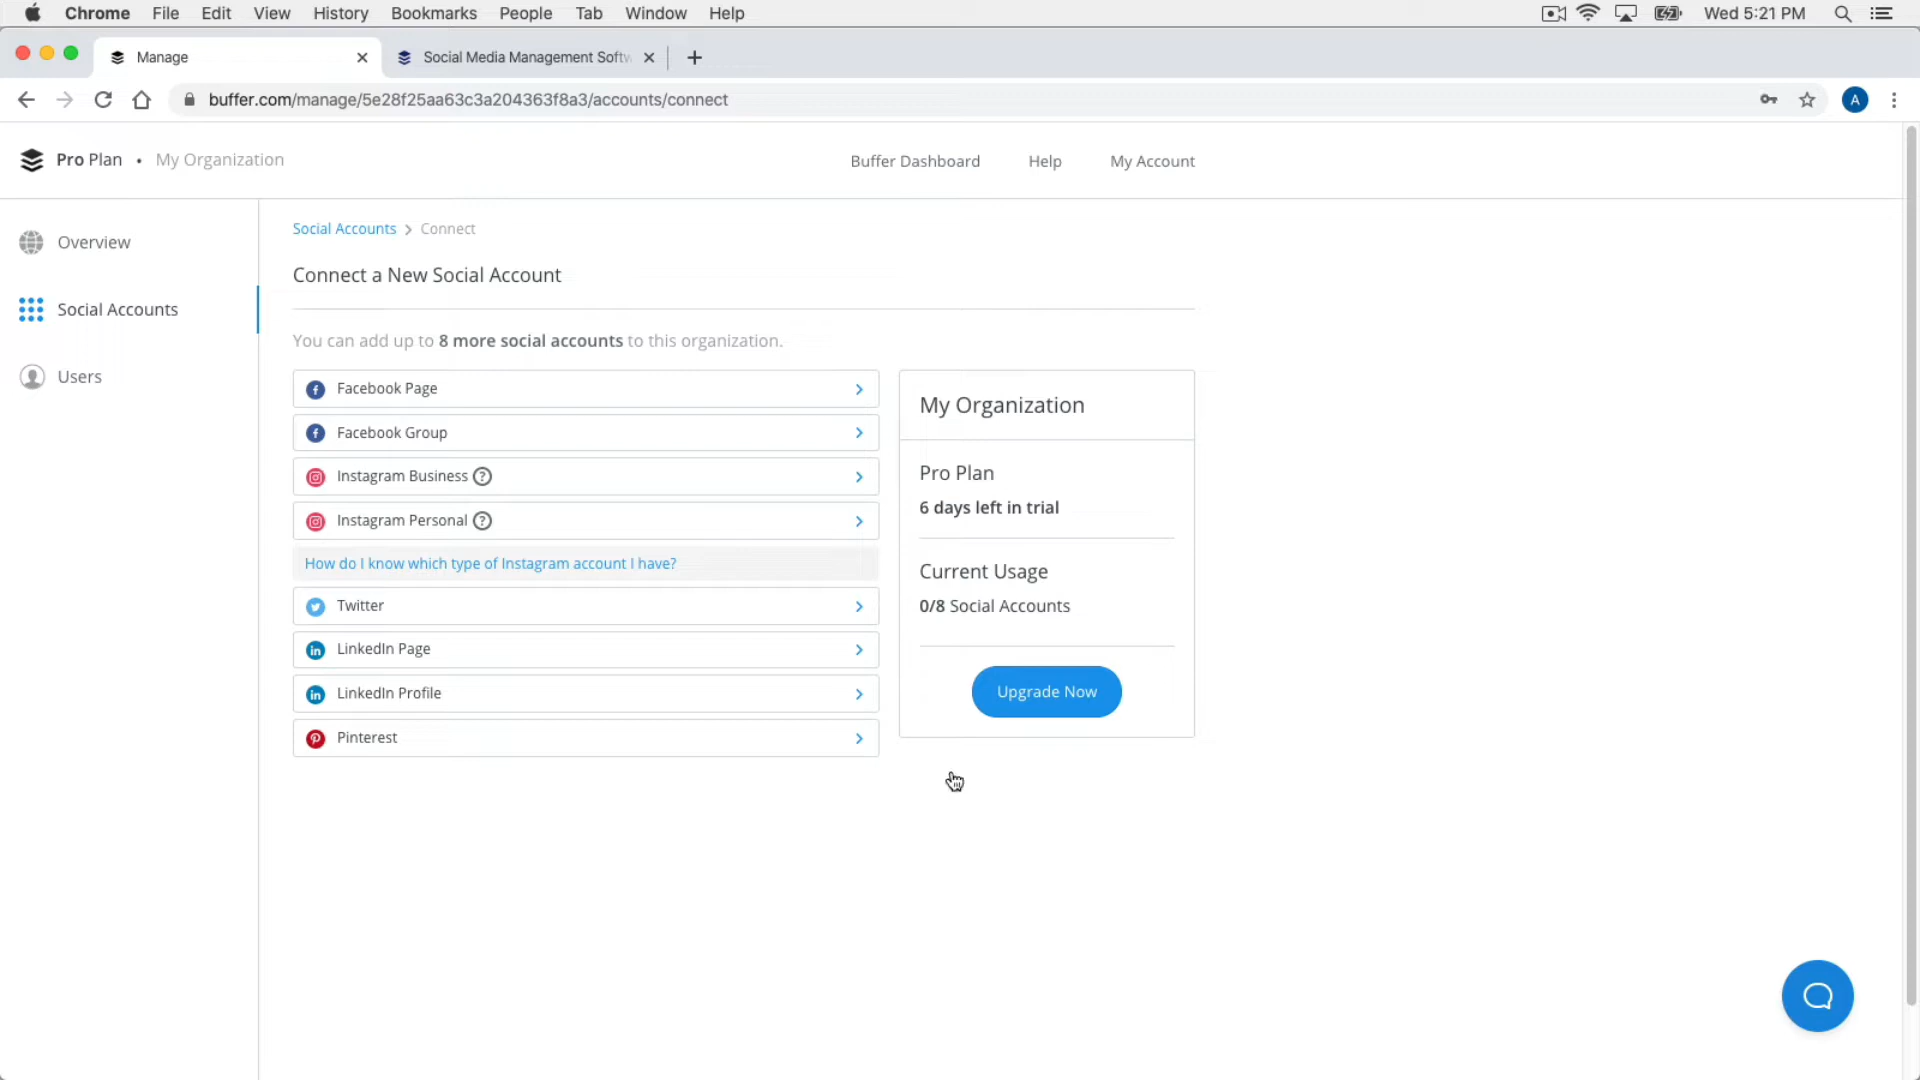 Chrome File Edit View History Bookmarks People Tab Window Help Wed 5:21 PM
Manage Social Media Management Softw
buffer.com/manage/5e28f25aa63c3a204363f8a3/accounts/connect A
Pro Plan • My Organization Buffer Dashboard Help My Account
Overview
Social Accounts
Users
Social Accounts > Connect
Connect a New Social Account
You can add up to 8 more social accounts to this organization.
Facebook Page
Facebook Group
Instagram Business ?
Instagram Personal ?
How do I know which type of Instagram account I have?
Twitter
LinkedIn Page
LinkedIn Profile
Pinterest
My Organization
Pro Plan
6 days left in trial
Current Usage
0/8 Social Accounts
Upgrade Now